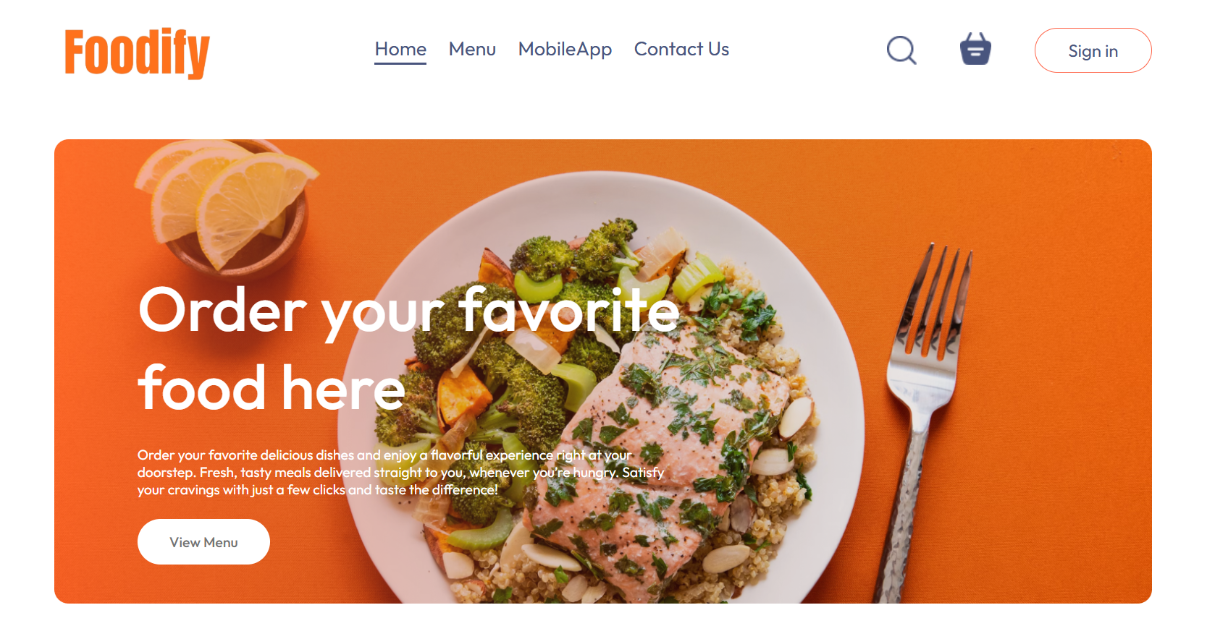 Foodify
Home Menu MobileApp Contact Us
Sign in
Order your favorite
food here
Order your favorite delicious dishes and enjoy a flavorful experience right at your
doorstep. Fresh, tasty meals delivered straight to you, whenever you're hungry. Satisfy
your cravings with just a few clicks and taste the difference!
View Menu